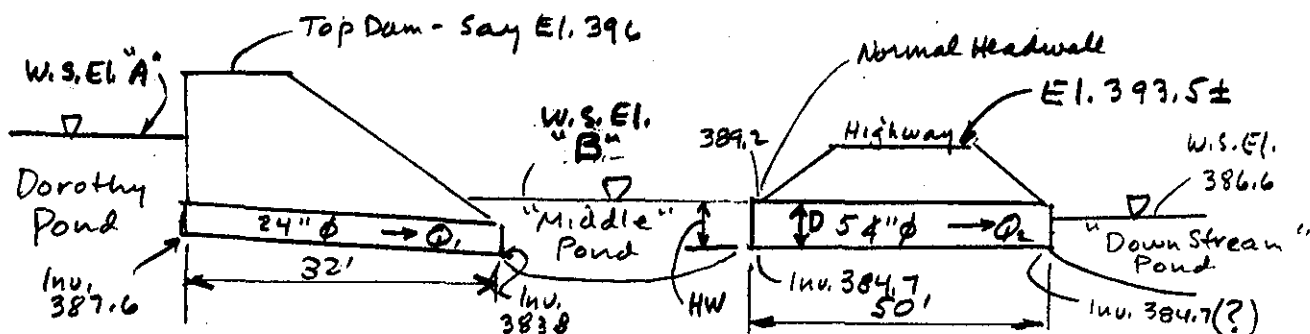 Top Dam - Say El. 396
W.S. El. "A"
Dorothy
Pond
24" φ → Q₁
32'
Inv.
387.6
Inv.
383.8
W.S. El.
"B"
"Middle"
Pond
HW
389.2
Normal Headwall
El. 393.5±
Highway
D 54" φ → Q₂
Inv. 384.7
50'
Inv. 384.7(?)
W.S. El.
386.6
"Down Stream"
Pond